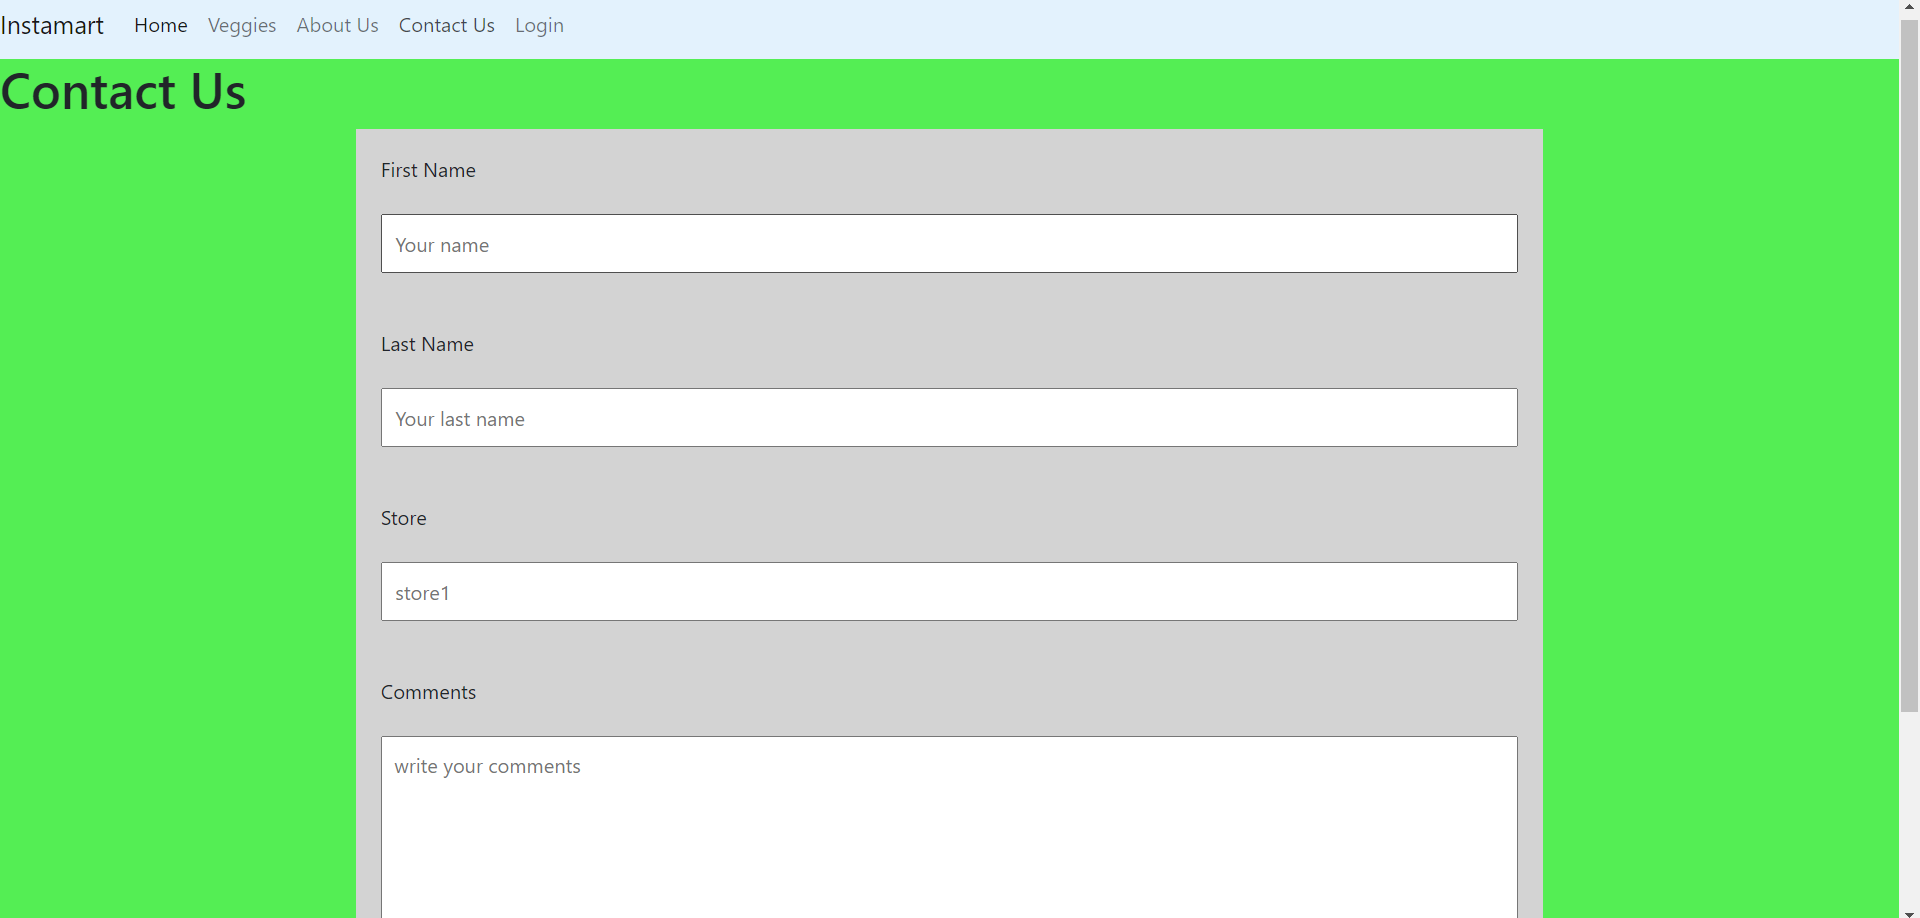 Instamart Home Veggies About Us Contact Us Login
Contact Us
First Name
Your name
Last Name
Your last name
Store
store1
Comments
write your comments